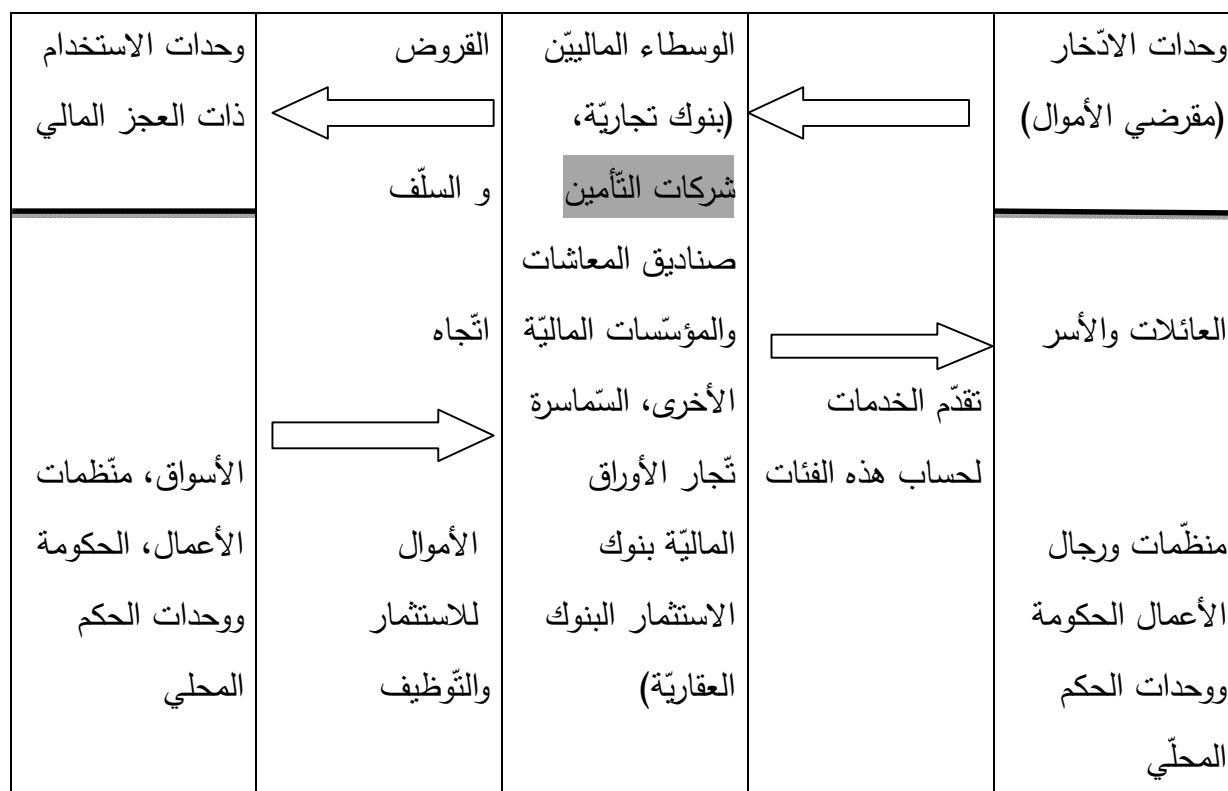 وحدات الادّخار
(مقرضي الأموال)
العائلات والأسر
منظّمات ورجال
الأعمال الحكومة
ووحدات الحكم
المحلّي
تقدّم الخدمات
لحساب هذه الفئات
الوسطاء الماليّين
(بنوك تجاريّة،
شركات التّأمين
صناديق المعاشات
والمؤسّسات الماليّة
الأخرى، السّماسرة
تّجار الأوراق
الماليّة بنوك
الاستثمار البنوك
العقاريّة)
القروض
و السلّف
اتّجاه
الأموال
للاستثمار
والتّوظيف
وحدات الاستخدام
ذات العجز المالي
الأسواق، منّظمات
الأعمال، الحكومة
ووحدات الحكم
المحلي